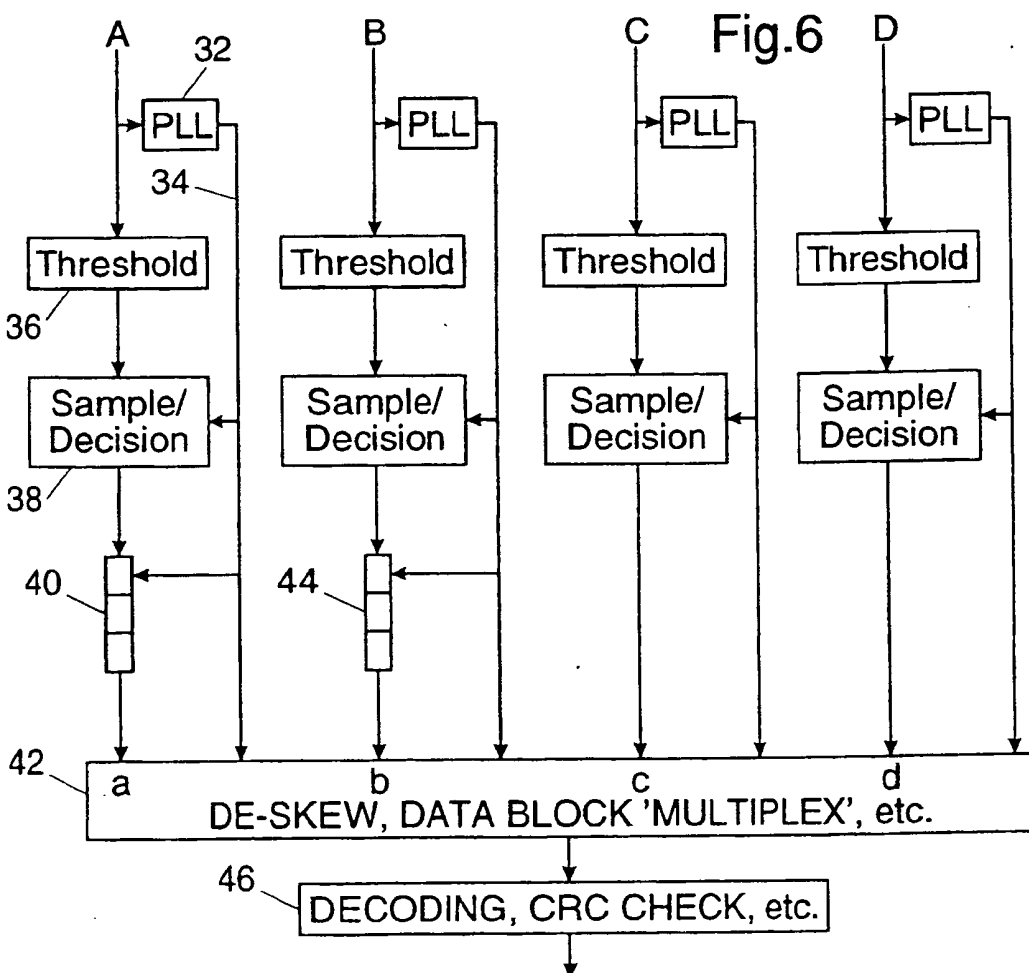 A B C Fig.6 D
32
PLL PLL PLL PLL
34
Threshold Threshold Threshold Threshold
36
Sample/ Sample/ Sample/ Sample/
Decision Decision Decision Decision
38
40 44
42
a b c d
DE-SKEW, DATA BLOCK 'MULTIPLEX', etc.
46
DECODING, CRC CHECK, etc.